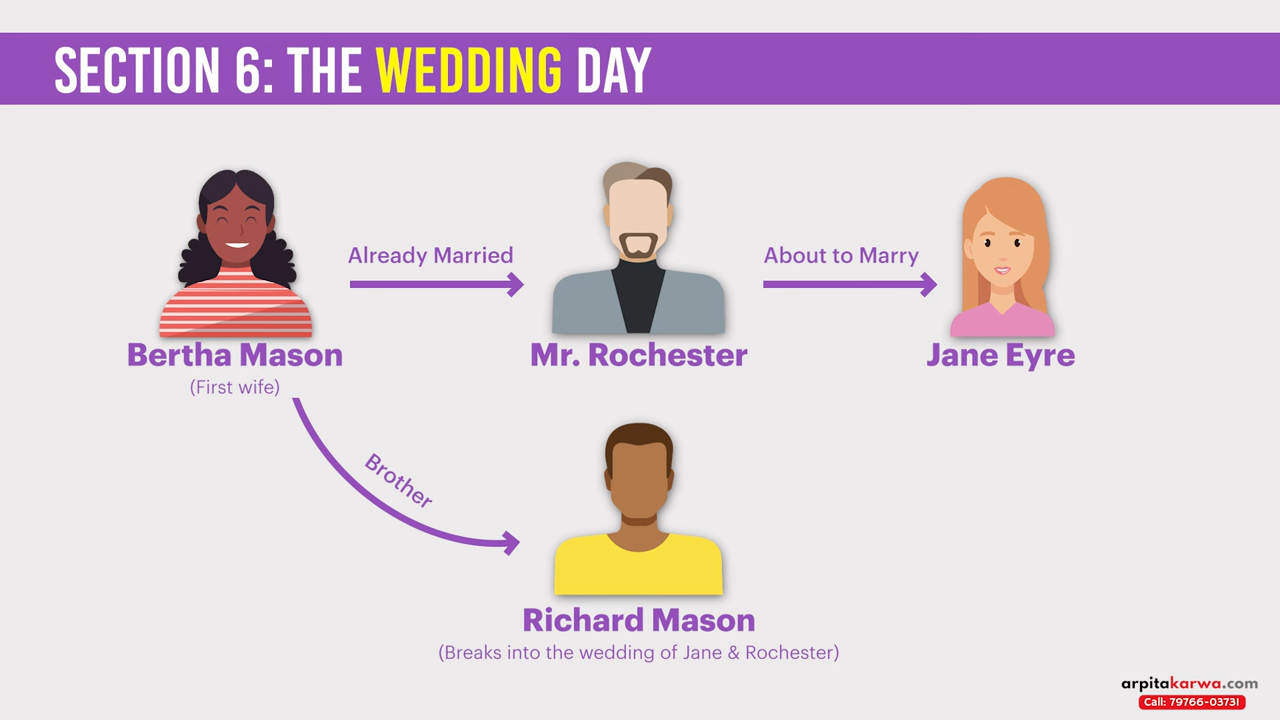 SECTION 6: THE WEDDING DAY
Already Married
About to Marry
Bertha Mason
(First wife)
Mr. Rochester
Jane Eyre
Brother
Richard Mason
(Breaks into the wedding of Jane & Rochester)
arpitakarwa.com
Call: 79766-03731